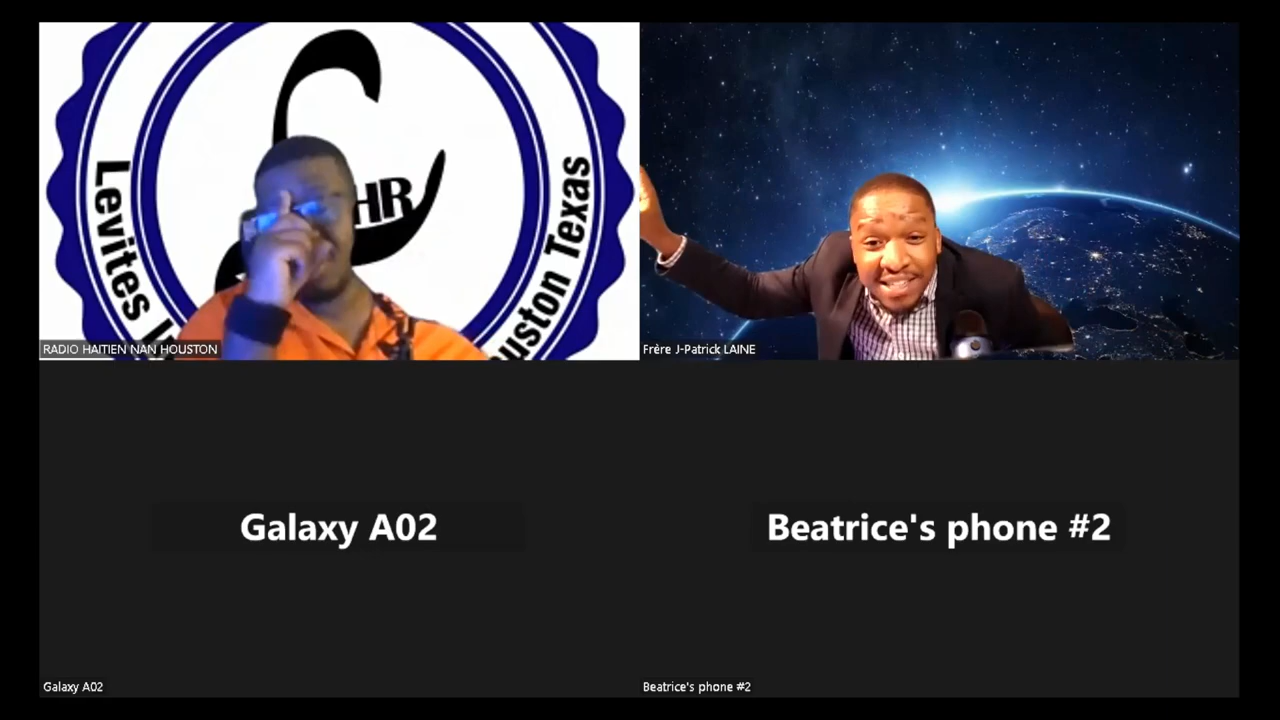 Levites
HR
Houston Texas
RADIO HAITIEN NAN HOUSTON
Frère J-Patrick LAINE
Galaxy A02
Beatrice's phone #2
Galaxy A02
Beatrice's phone #2